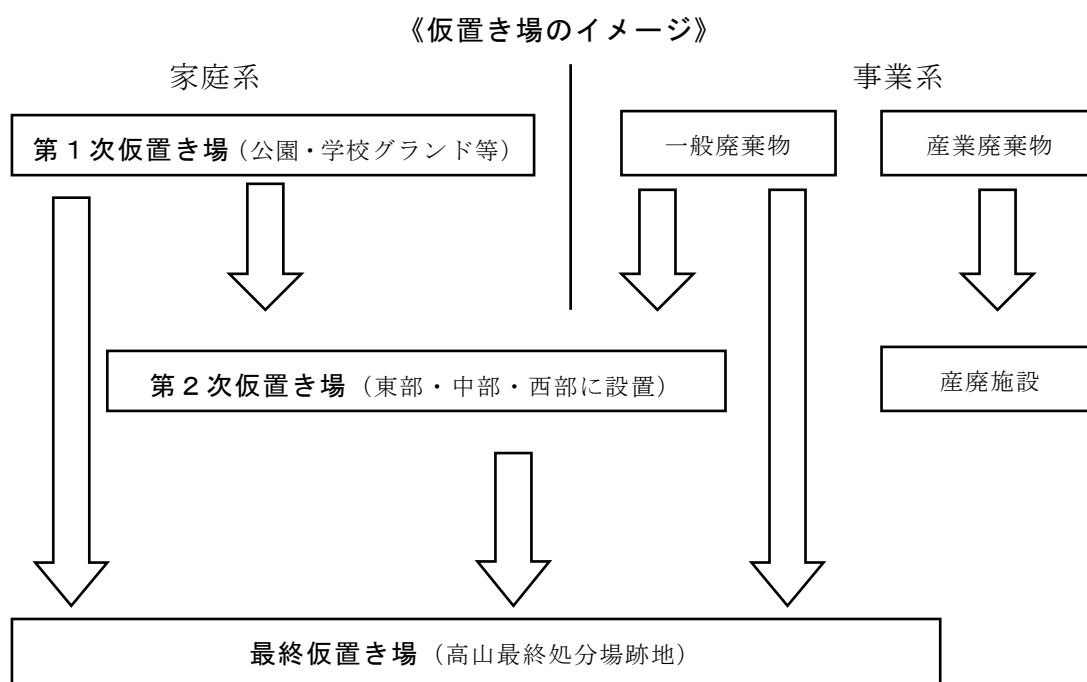 《仮置き場のイメージ》
家庭系
事業系
第1次仮置き場（公園・学校グランド等）
一般廃棄物
産業廃棄物
第2次仮置き場（東部・中部・西部に設置）
産廃施設
最終仮置き場（高山最終処分場跡地）